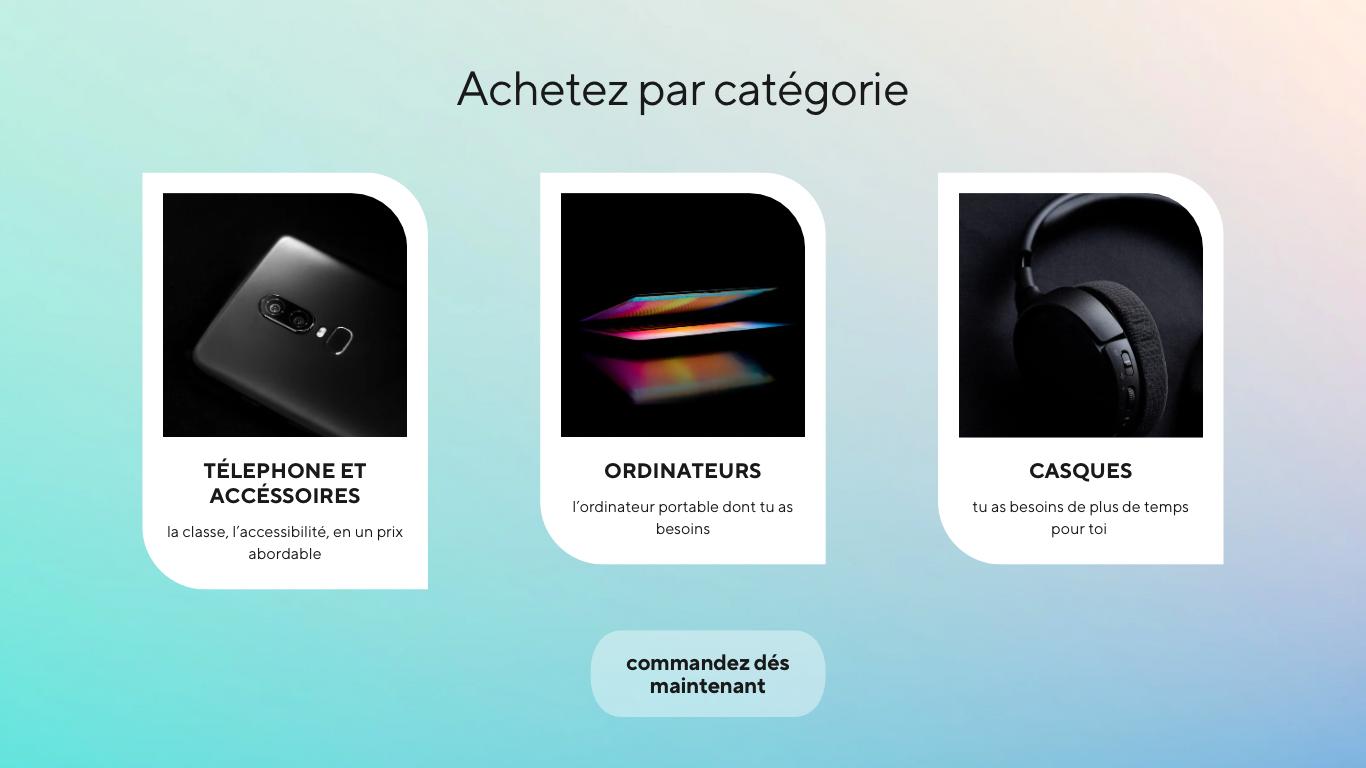 Achetez par catégorie
TÉLEPHONE ET
ACCÉSSOIRES
la classe, l'accessibilité, en un prix
abordable
ORDINATEURS
l'ordinateur portable dont tu as
besoins
CASQUES
tu as besoins de plus de temps
pour toi
commandez dés
maintenant